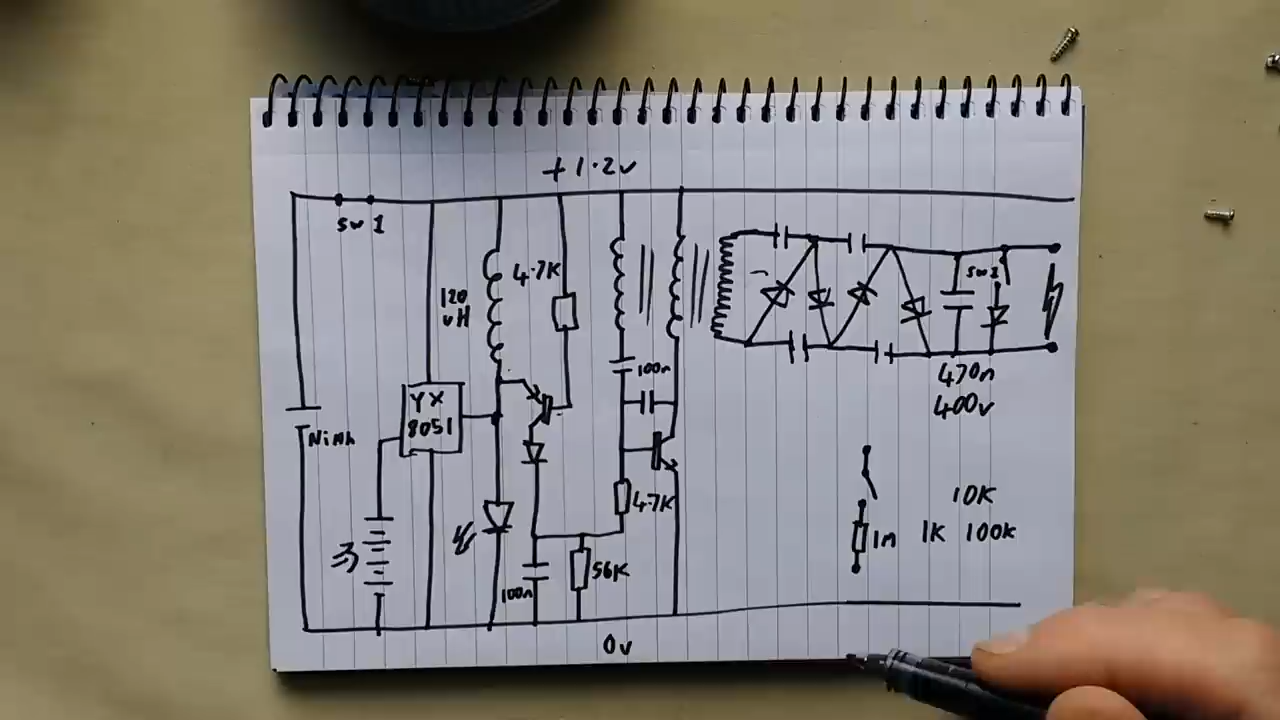 +1.2v
sw1
4.7K
120
uH
sw2
100n
470n
400v
YX
8051
NiMh
4.7K
10K
1n
1K 100K
100n
56K
0v